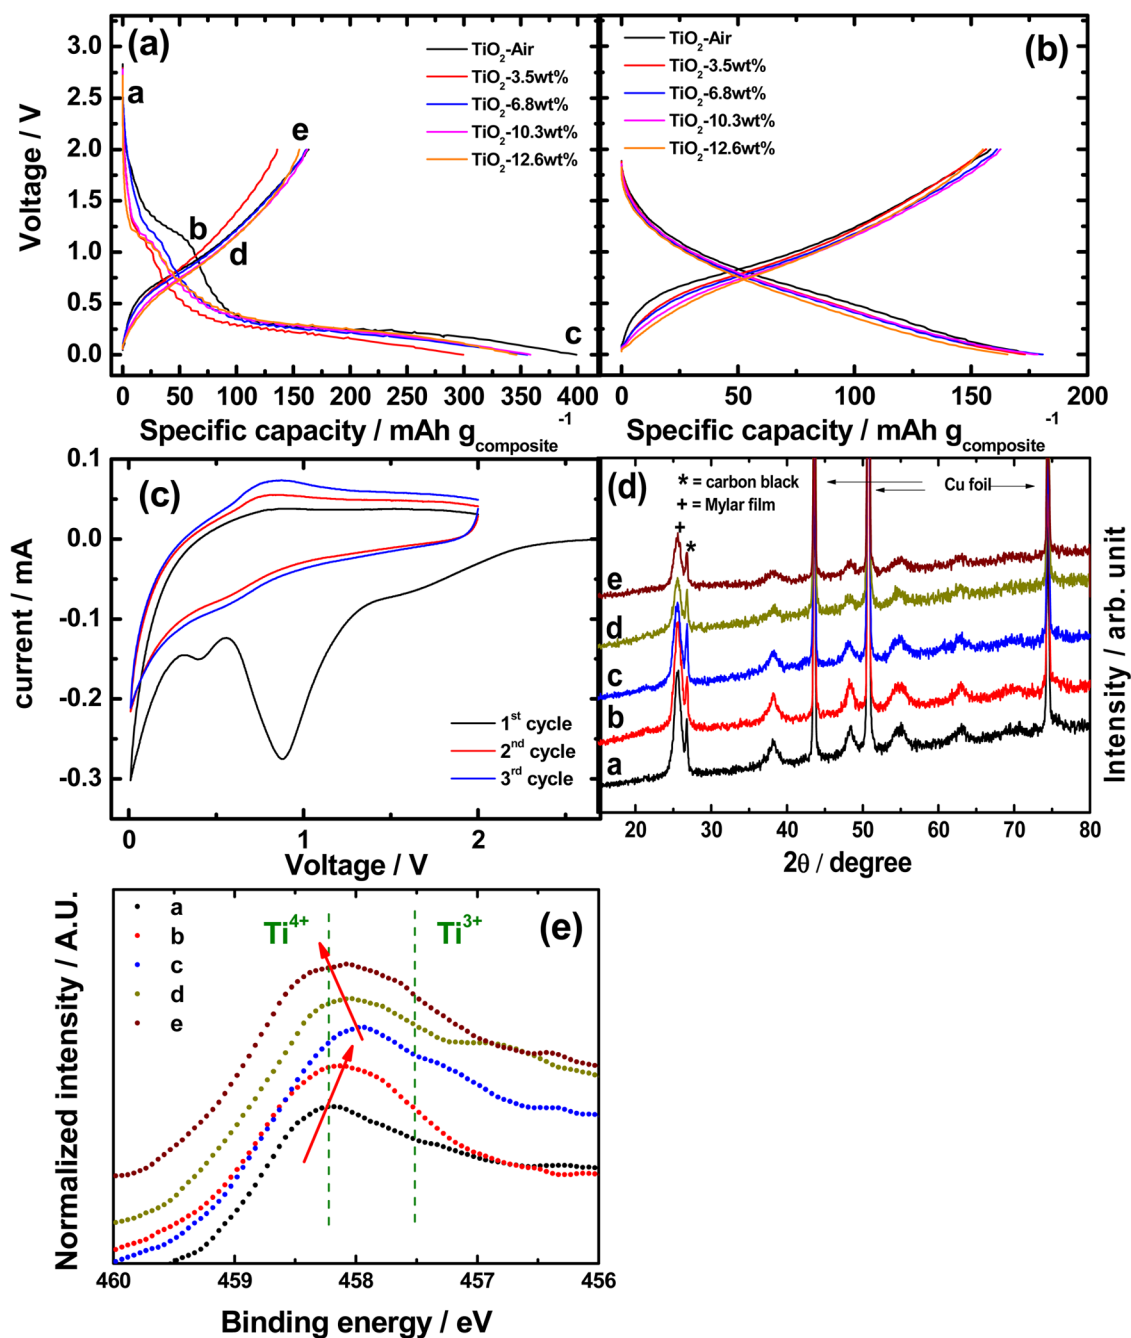 (a)
TiO2-Air
TiO2-3.5wt%
TiO2-6.8wt%
TiO2-10.3wt%
TiO2-12.6wt%
a
b
c
d
e
3.0
2.5
2.0
1.5
1.0
0.5
0.0
Voltage / V
0 50 100 150 200 250 300 350 400
Specific capacity / mAh gcomposite-1
(b)
TiO2-Air
TiO2-3.5wt%
TiO2-6.8wt%
TiO2-10.3wt%
TiO2-12.6wt%
0 50 100 150 200
Specific capacity / mAh gcomposite-1
(c)
0.1
0.0
-0.1
-0.2
-0.3
current / mA
1st cycle
2nd cycle
3rd cycle
0 1 2
Voltage / V
(d)
* = carbon black
+ = Mylar film
Cu foil
+
*
e
d
c
b
a
Intensity / arb. unit
20 30 40 50 60 70 80
2θ / degree
(e)
a
b
c
d
e
Ti4+
Ti3+
Normalized intensity / A.U.
460 459 458 457 456
Binding energy / eV